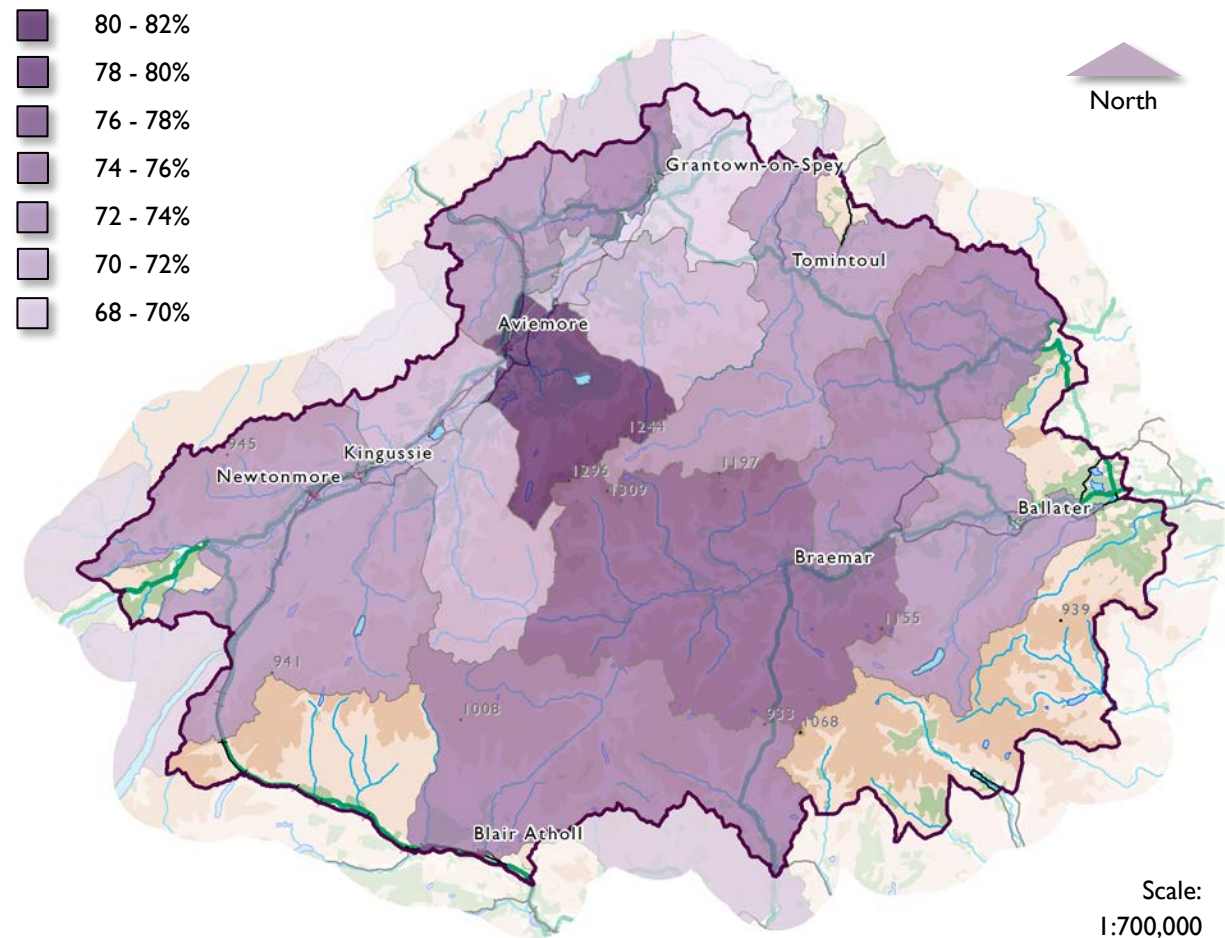 80 - 82%
78 - 80%
76 - 78%
74 - 76%
72 - 74%
70 - 72%
68 - 70%
North
Grantown-on-Spey
Tomintoul
Aviemore
1244
945
Kingussie
1197
1296
Newtonmore
1309
Ballater
Braemar
939
1155
941
1008
933
1068
Blair Atholl
Scale:
1:700,000